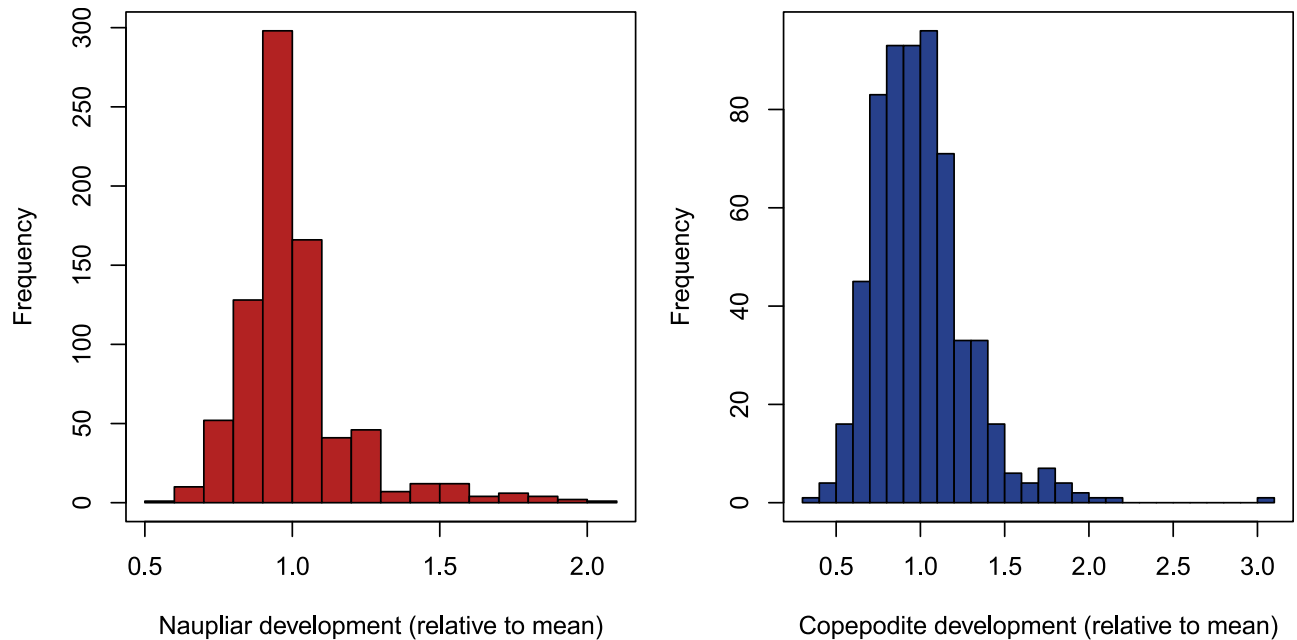 Frequency
300
250
200
150
100
50
0
0.5 1.0 1.5 2.0
Naupliar development (relative to mean)
Frequency
80
60
40
20
0
0.5 1.0 1.5 2.0 2.5 3.0
Copepodite development (relative to mean)